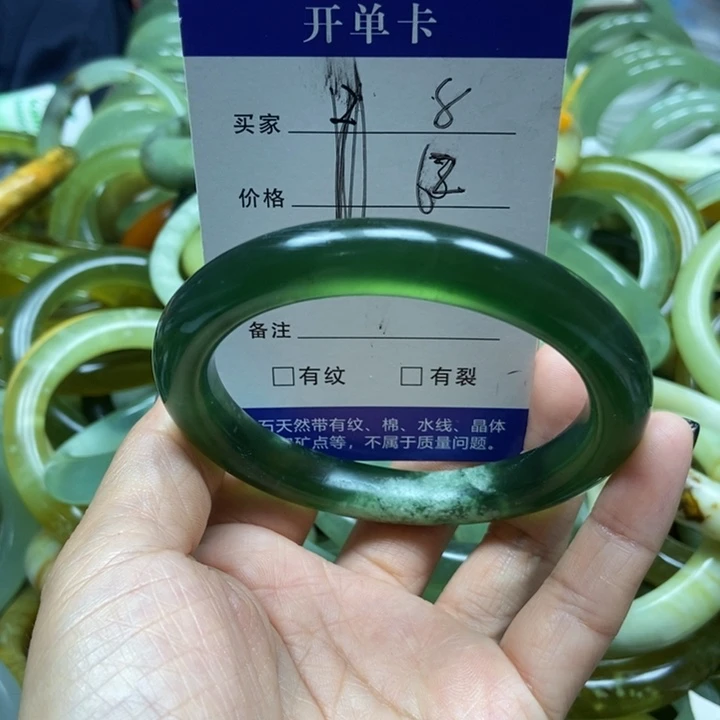 开单卡
买家 8
价格
备注
□有纹 □有裂
石天然带有纹、棉、水线、晶体
矿点等，不属于质量问题。